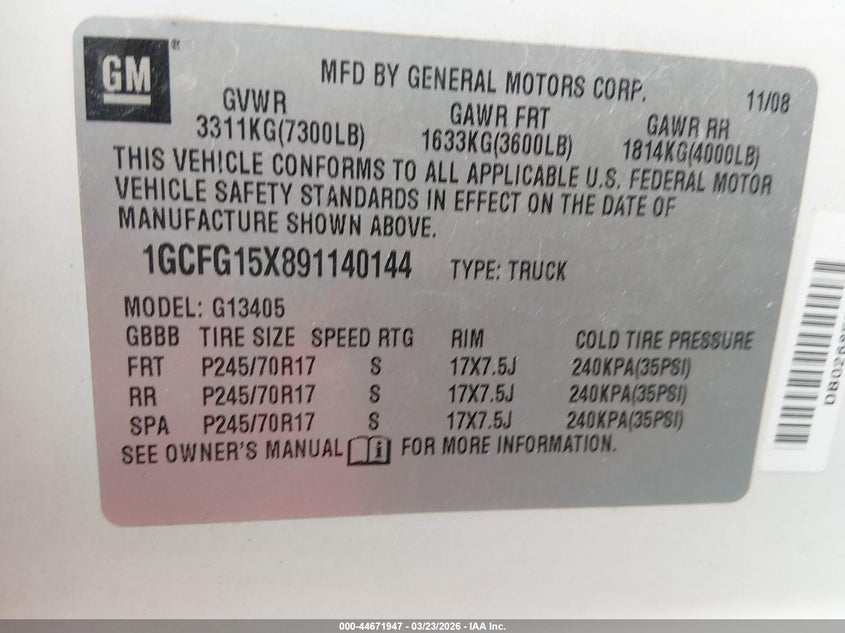 GM®
MFD BY GENERAL MOTORS CORP.
11/08
GVWR GAWR FRT GAWR RR
3311KG(7300LB) 1633KG(3600LB) 1814KG(4000LB)
THIS VEHICLE CONFORMS TO ALL APPLICABLE U.S. FEDERAL MOTOR
VEHICLE SAFETY STANDARDS IN EFFECT ON THE DATE OF
MANUFACTURE SHOWN ABOVE.
1GCFG15X891140144 TYPE: TRUCK
MODEL: G13405
GBBB TIRE SIZE SPEED RTG RIM COLD TIRE PRESSURE
FRT P245/70R17 S 17X7.5J 240KPA(35PSI)
RR P245/70R17 S 17X7.5J 240KPA(35PSI)
SPA P245/70R17 S 17X7.5J 240KPA(35PSI)
SEE OWNER'S MANUAL i FOR MORE INFORMATION.
000-44671947 | 03/23/2026 - IAA Inc.